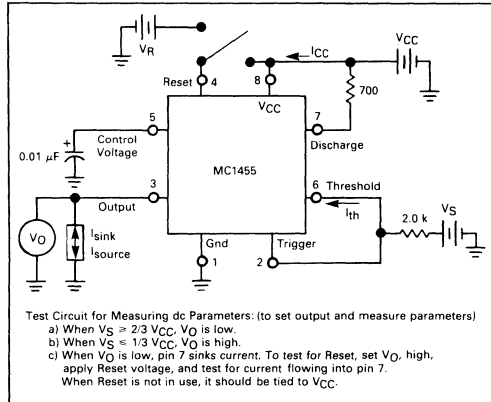 VR
ICC
VCC
Reset 4
8
VCC
700
5
Control
Voltage
7
Discharge
0.01 μF
+
MC1455
3
Output
6 Threshold
Ith
VS
2.0 k
VO
Isink
Isource
Gnd
1
Trigger
2
Test Circuit for Measuring dc Parameters: (to set output and measure parameters)
a) When VS ≥ 2/3 VCC, VO is low.
b) When VS ≤ 1/3 VCC, VO is high.
c) When VO is low, pin 7 sinks current. To test for Reset, set VO, high,
apply Reset voltage, and test for current flowing into pin 7.
When Reset is not in use, it should be tied to VCC.